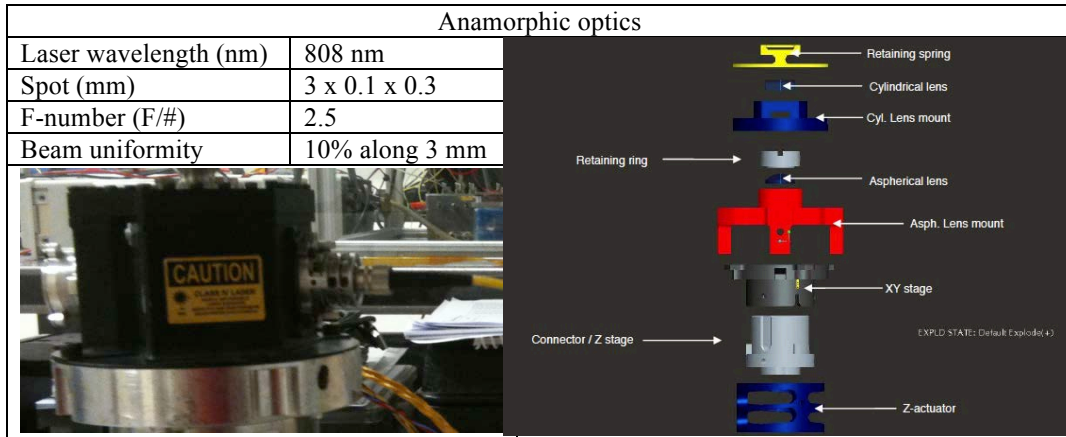 Anamorphic optics
Laser wavelength (nm) 808 nm
Spot (mm) 3 x 0.1 x 0.3
F-number (F/#) 2.5
Beam uniformity 10% along 3 mm
Retaining spring
Cylindrical lens
Cyl. Lens mount
Retaining ring
Aspherical lens
Asph. Lens mount
XY stage
EXPLD STATE: Default Explode(+)
Connector / Z stage
Z-actuator
CAUTION